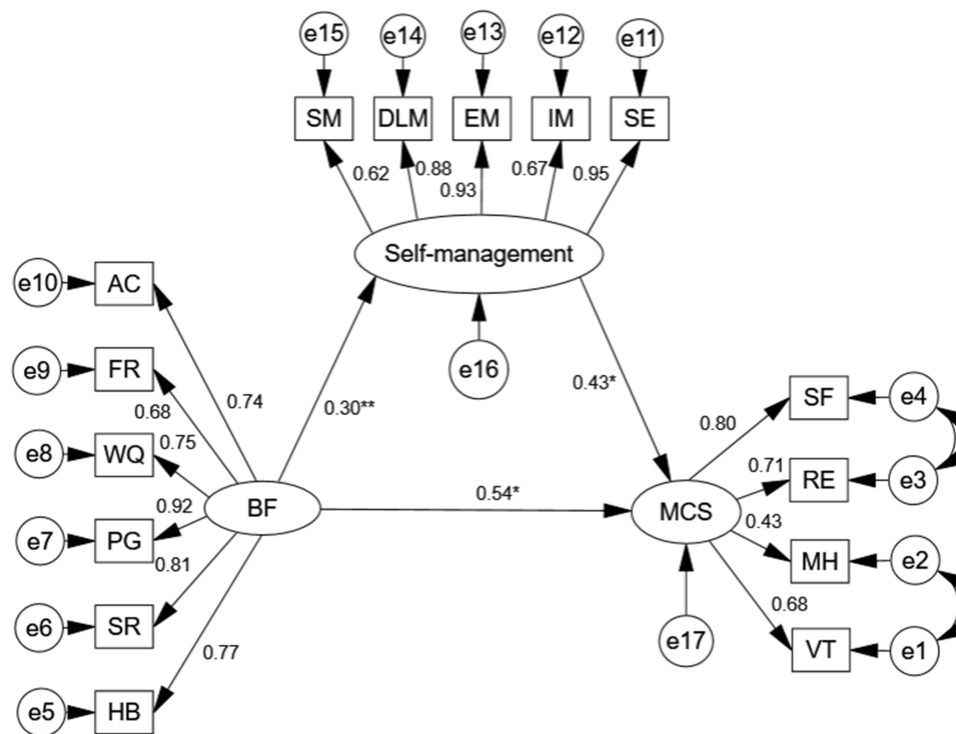 e15 e14 e13 e12 e11
SM DLM EM IM SE
0.62 0.88 0.93 0.67 0.95
Self-management
e10 AC
e9 FR
e8 WQ
e7 PG
e6 SR
e5 HB
0.74
0.68
0.75
0.92
0.81
0.77
BF
0.30**
e16
0.43*
0.54*
MCS
e17
0.80
0.71
0.43
0.68
SF e4
RE e3
MH e2
VT e1